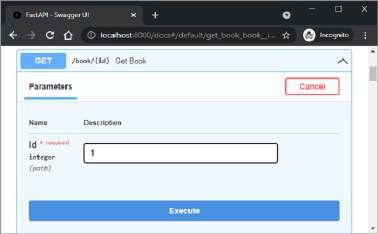 FastAPI - Swagger UI
localhost:8000/docs#/default/get_book_book__i...
Incognito
GET /book/{id} Get Book
Parameters
Cancel
Name Description
id * required
integer
(path)
1
Execute